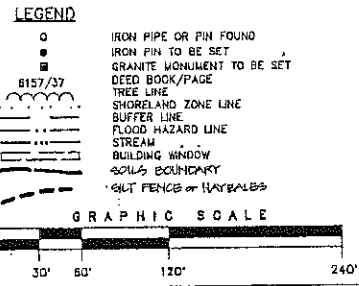 LEGEND
IRON PIPE OR PIN FOUND
IRON PIN TO BE SET
GRANITE MONUMENT TO BE SET
6157/37 DEED BOOK/PAGE
TREE LINE
SHORELAND ZONE LINE
BUFFER LINE
FLOOD HAZARD LINE
STREAM
BUILDING WINDOW
SOILS BOUNDARY
SILT FENCE or HAYBALES
GRAPHIC SCALE
30' 60' 120' 240'